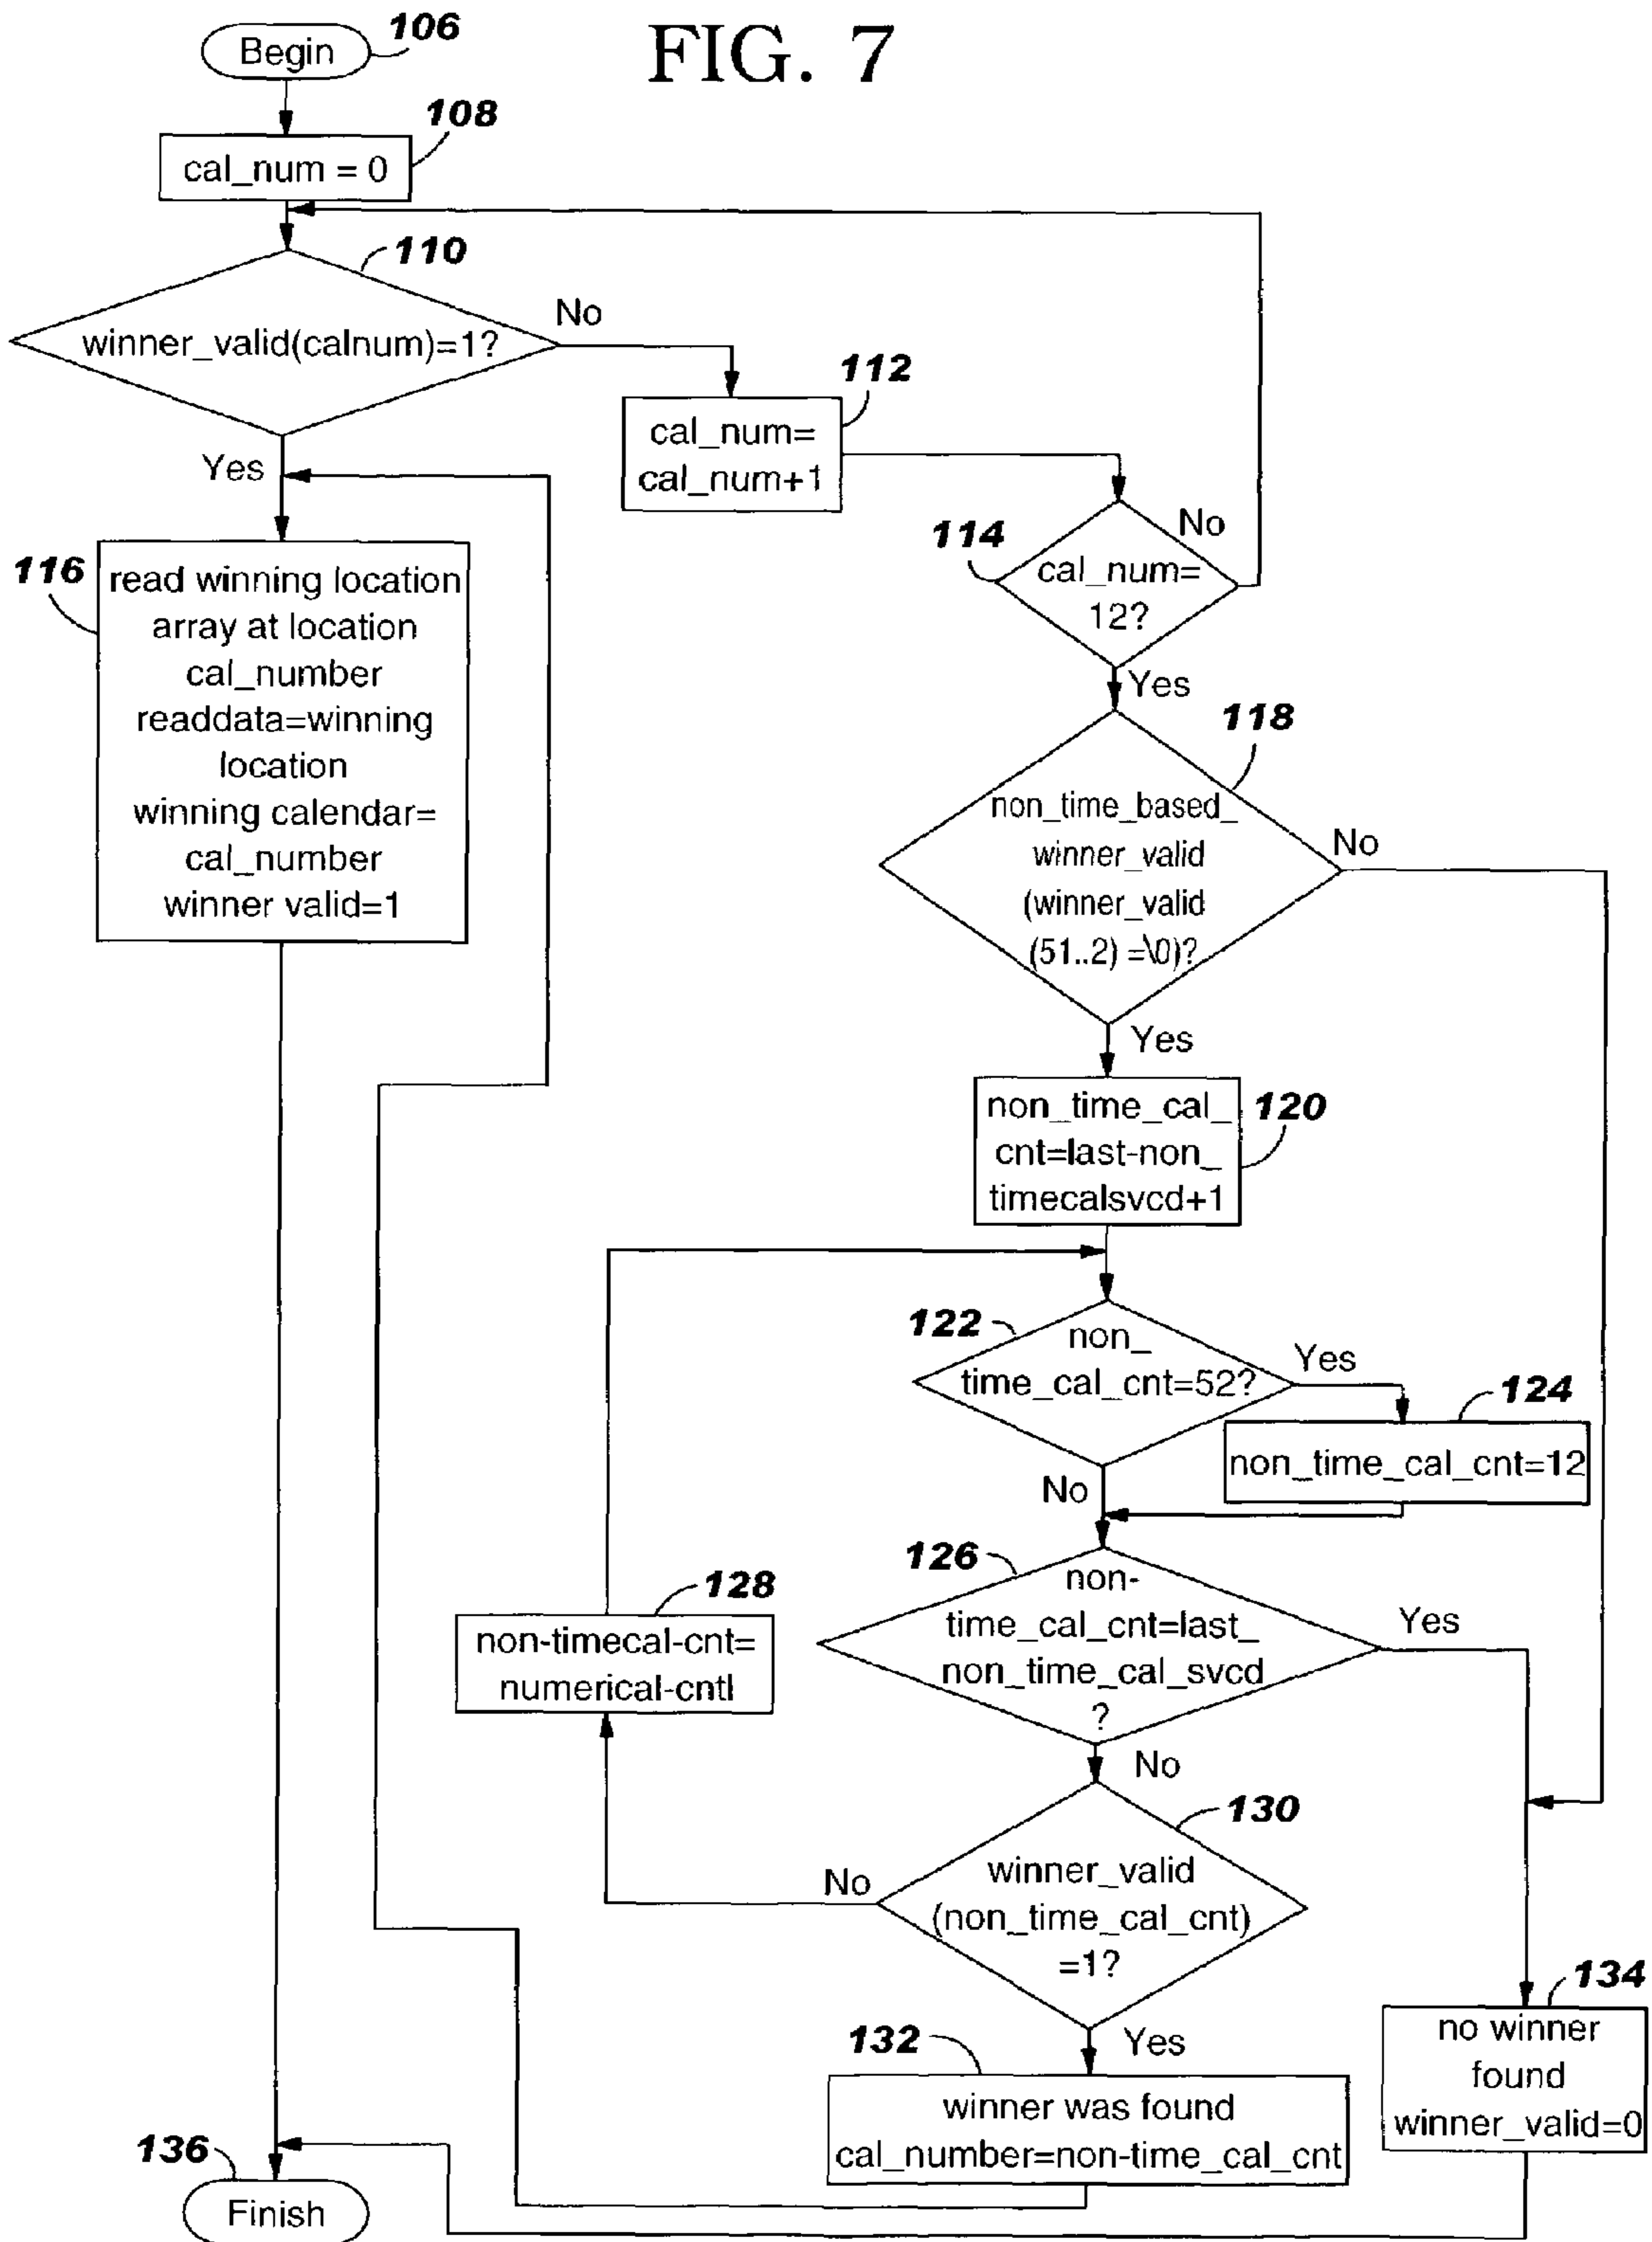 FIG. 7
Begin
106
108
cal_num = 0
110
winner_valid(calnum)=1?
No
Yes
112
cal_num=
cal_num+1
114
cal_num=
12?
No
Yes
116
read winning location
array at location
cal_number
readdata=winning
location
winning calendar=
cal_number
winner valid=1
118
non_time_based_
winner_valid
(winner_valid
(51..2) =\0)?
No
Yes
non_time_cal_
cnt=last-non_
timecalsvcd+1
120
122
non_
time_cal_cnt=52?
Yes
No
124
non_time_cal_cnt=12
126
non-
time_cal_cnt=last_
non_time_cal_svcd
?
Yes
No
128
non-timecal-cnt=
numerical-cntl
130
winner_valid
(non_time_cal_cnt)
=1?
No
Yes
132
winner was found
cal_number=non-time_cal_cnt
134
no winner
found
winner_valid=0
136
Finish